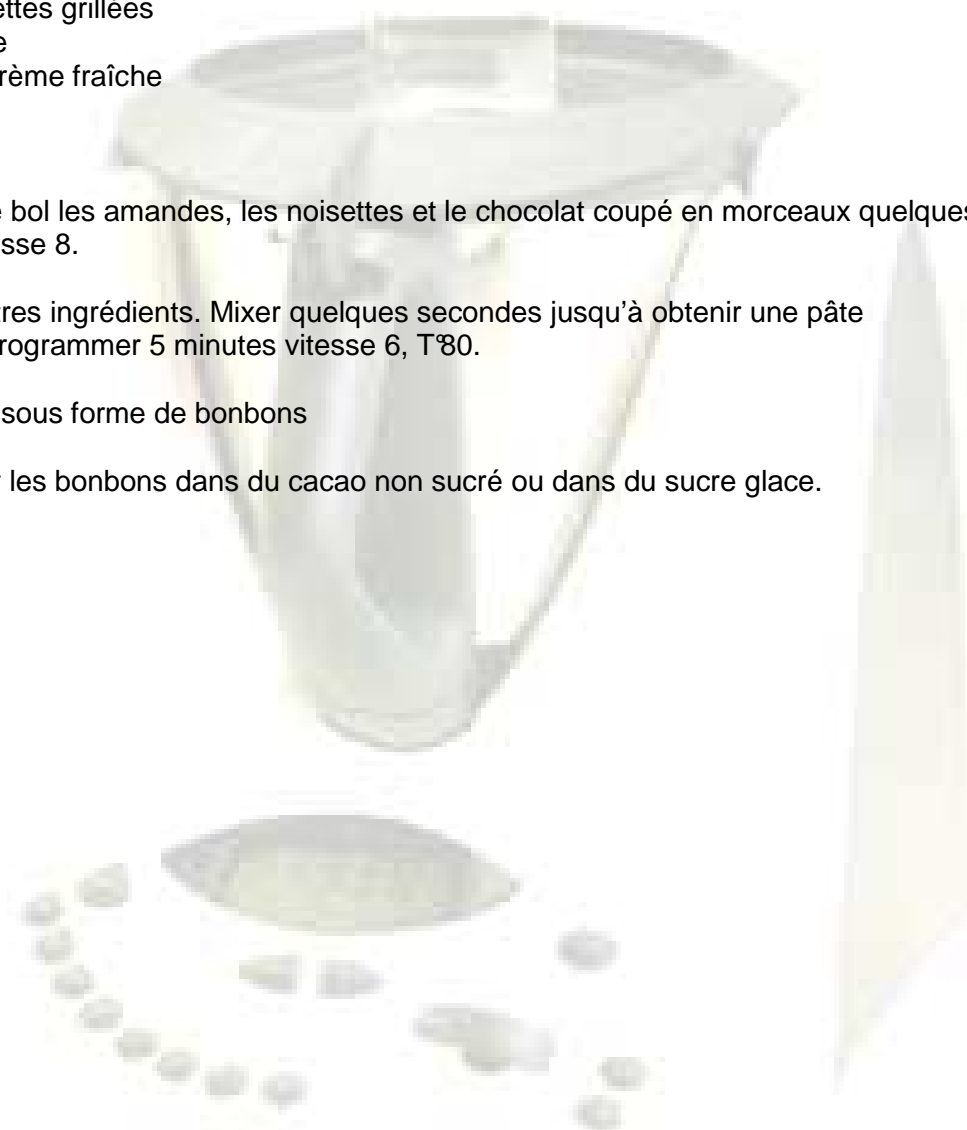 ettes grillées
e
rème fraîche
e bol les amandes, les noisettes et le chocolat coupé en morceaux quelques
sse 8.
tres ingrédients. Mixer quelques secondes jusqu’à obtenir une pâte
rogrammer 5 minutes vitesse 6, T°80.
sous forme de bonbons
r les bonbons dans du cacao non sucré ou dans du sucre glace.